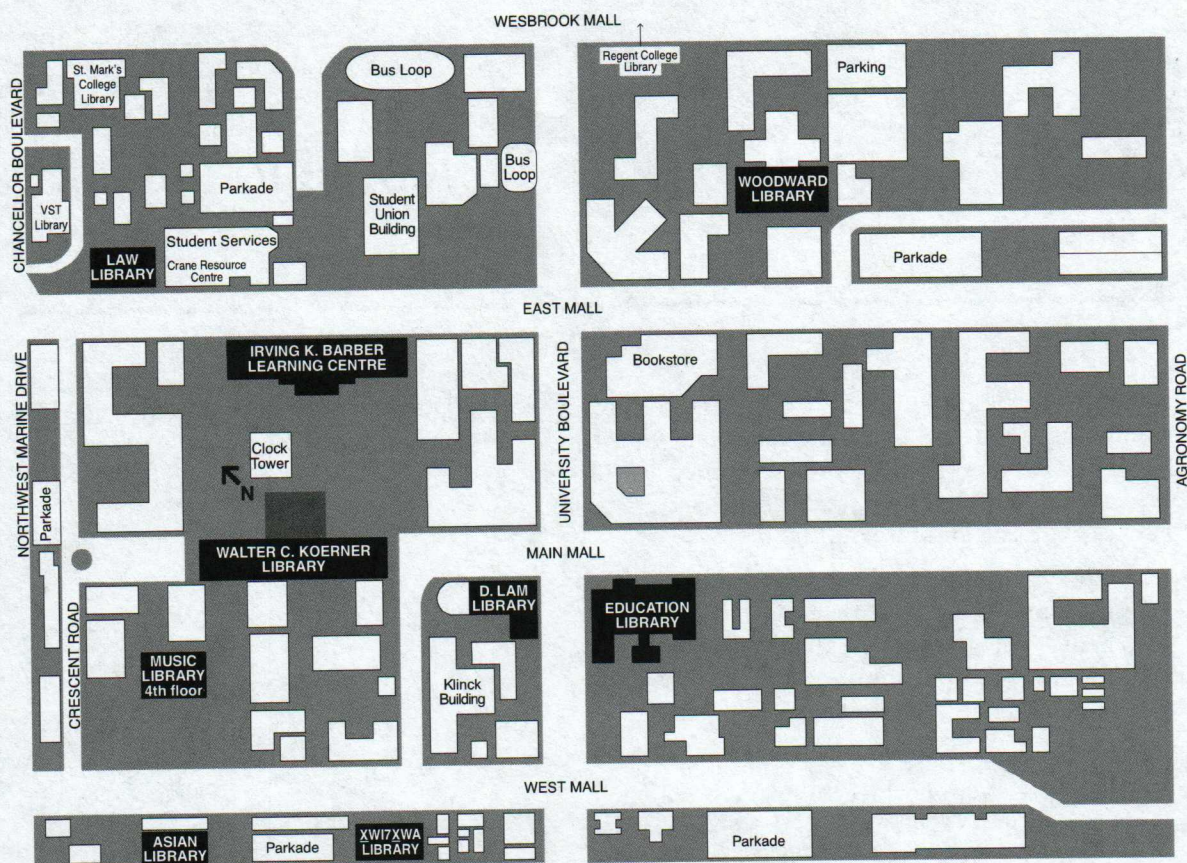 WESBROOK MALL
Regent College
Library
St. Mark's
College
Library
Bus Loop
Parking
CHANCELLOR BOULEVARD
Bus
Loop
Parkade
WOODWARD
LIBRARY
VST
Library
Student
Union
Building
Student Services
LAW
LIBRARY
Crane Resource
Centre
Parkade
EAST MALL
IRVING K. BARBER
LEARNING CENTRE
Bookstore
NORTHWEST MARINE DRIVE
UNIVERSITY BOULEVARD
AGRONOMY ROAD
Clock
Tower
N
Parkade
WALTER C. KOERNER
LIBRARY
MAIN MALL
D. LAM
LIBRARY
EDUCATION
LIBRARY
CRESCENT ROAD
MUSIC
LIBRARY
4th floor
Klinck
Building
WEST MALL
ASIAN
LIBRARY
Parkade
XWI7XWA
LIBRARY
Parkade